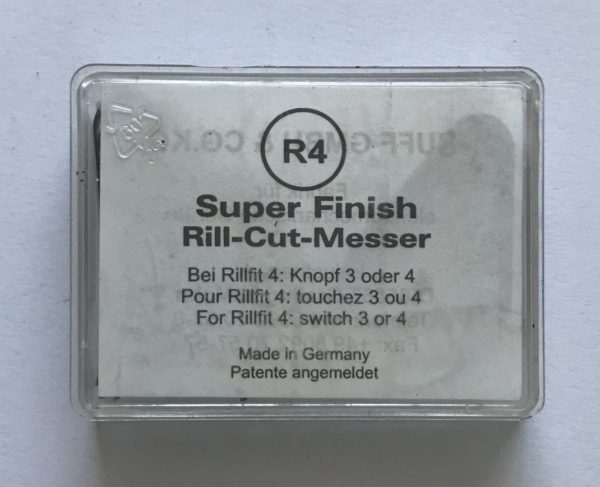 R4
Super Finish
Rill-Cut-Messer
Bei Rillfit 4: Knopf 3 oder 4
Pour Rillfit 4: touchez 3 ou 4
For Rillfit 4: switch 3 or 4
Made in Germany
Patente angemeldet